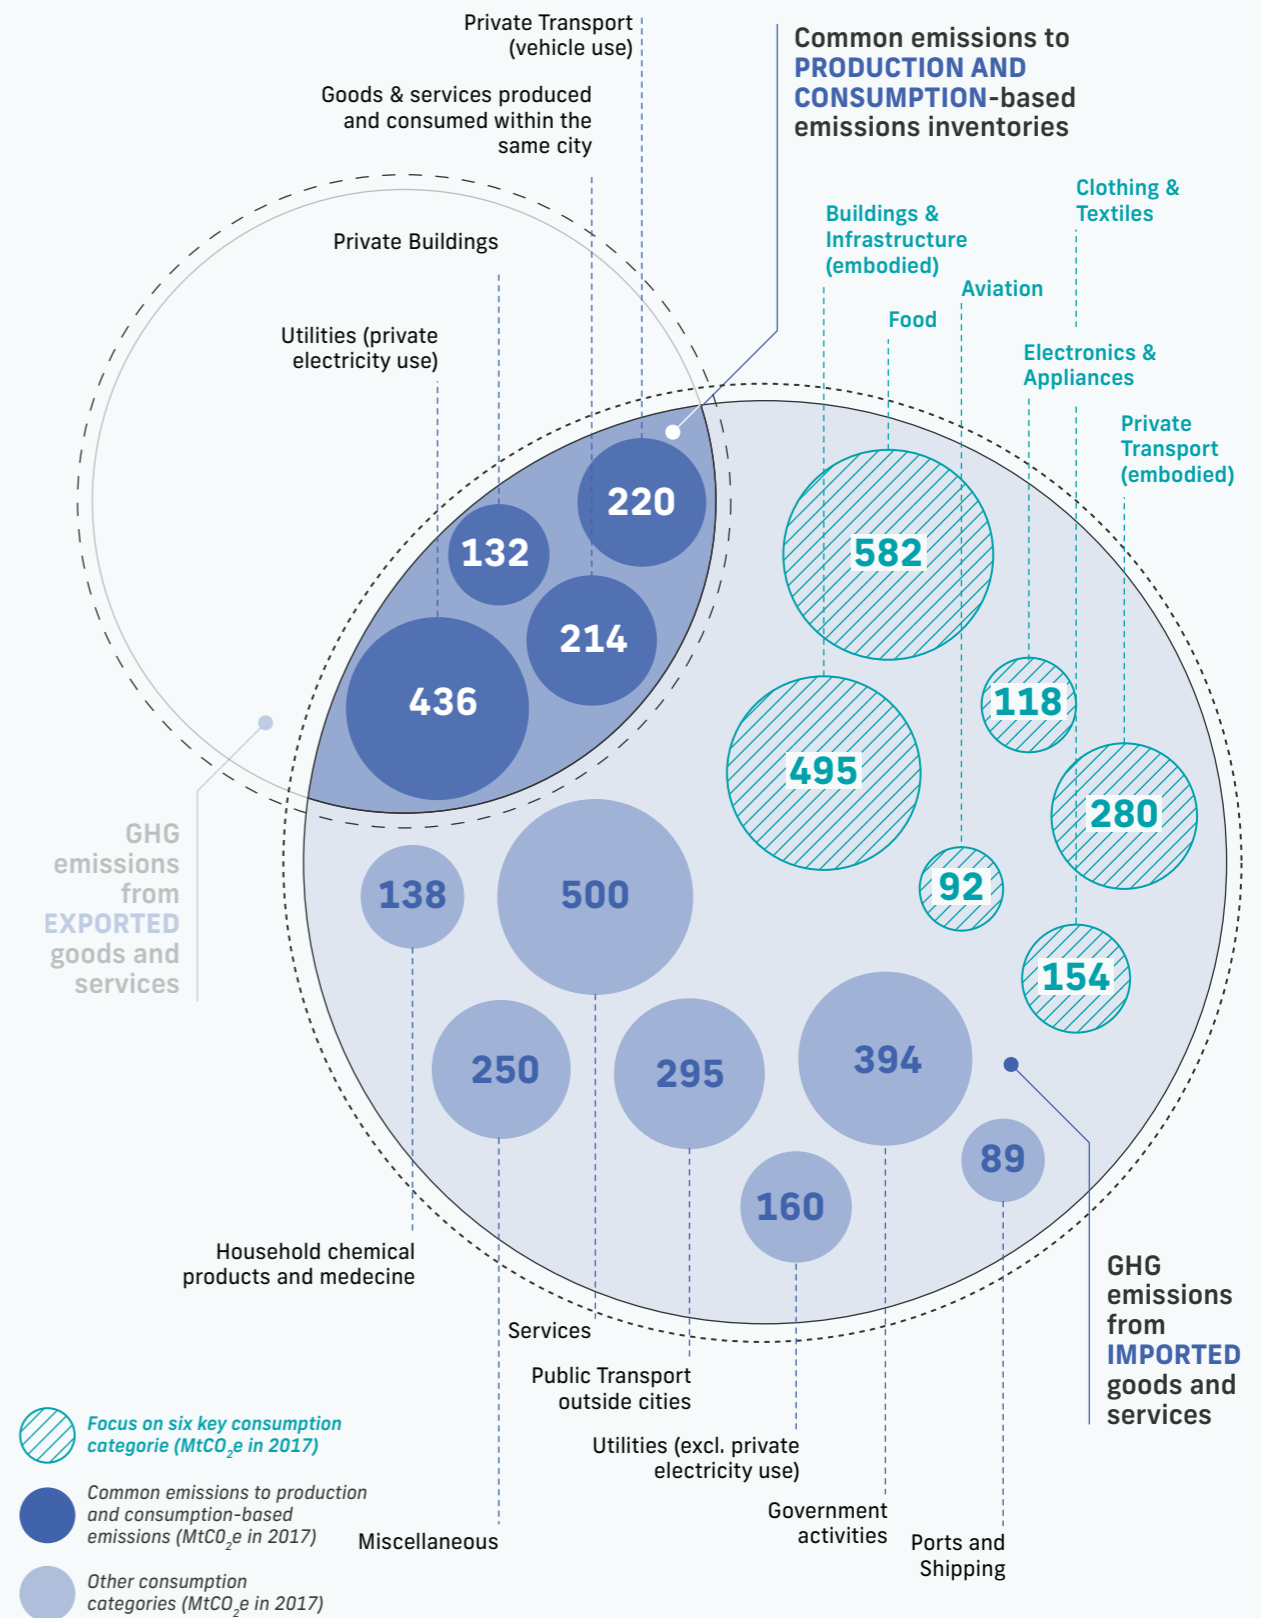 Private Transport
(vehicle use)
Goods & services produced
and consumed within the
same city
Private Buildings
Utilities (private
electricity use)
Common emissions to
PRODUCTION AND
CONSUMPTION-based
emissions inventories
Clothing &
Textiles
Buildings &
Infrastructure
(embodied)
Aviation
Food
Electronics &
Appliances
Private
Transport
(embodied)
220
132
214
436
582
118
495
280
92
154
GHG
emissions
from
EXPORTED
goods and
services
138
500
250
295
394
160
89
Household chemical
products and medecine
Services
Public Transport
outside cities
Utilities (excl. private
electricity use)
Government
activities
Miscellaneous
Ports and
Shipping
GHG
emissions
from
IMPORTED
goods and
services
Focus on six key consumption
categorie (MtCO2e in 2017)
Common emissions to production
and consumption-based
emissions (MtCO2e in 2017)
Other consumption
categories (MtCO2e in 2017)